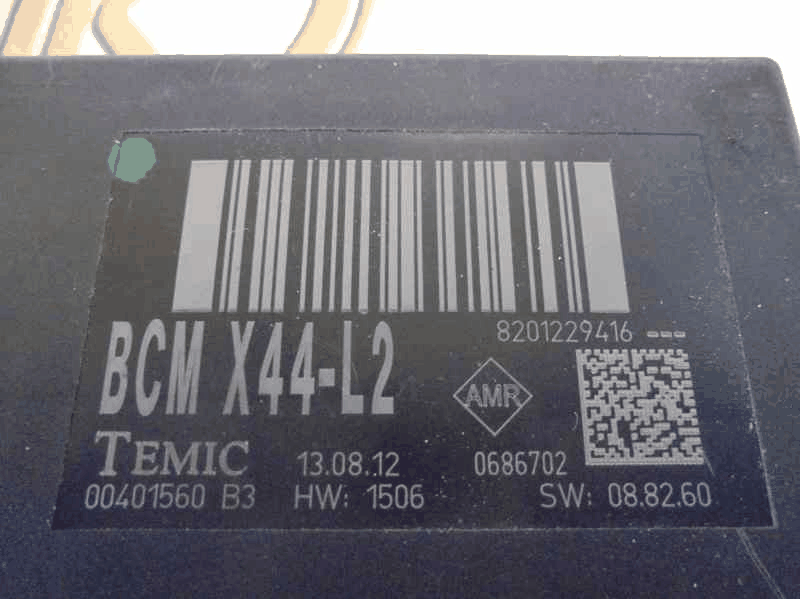 8201229416 ---
BCM X44-L2
AMR
TEMIC 13.08.12 0686702
00401560 B3 HW: 1506 SW: 08.82.60